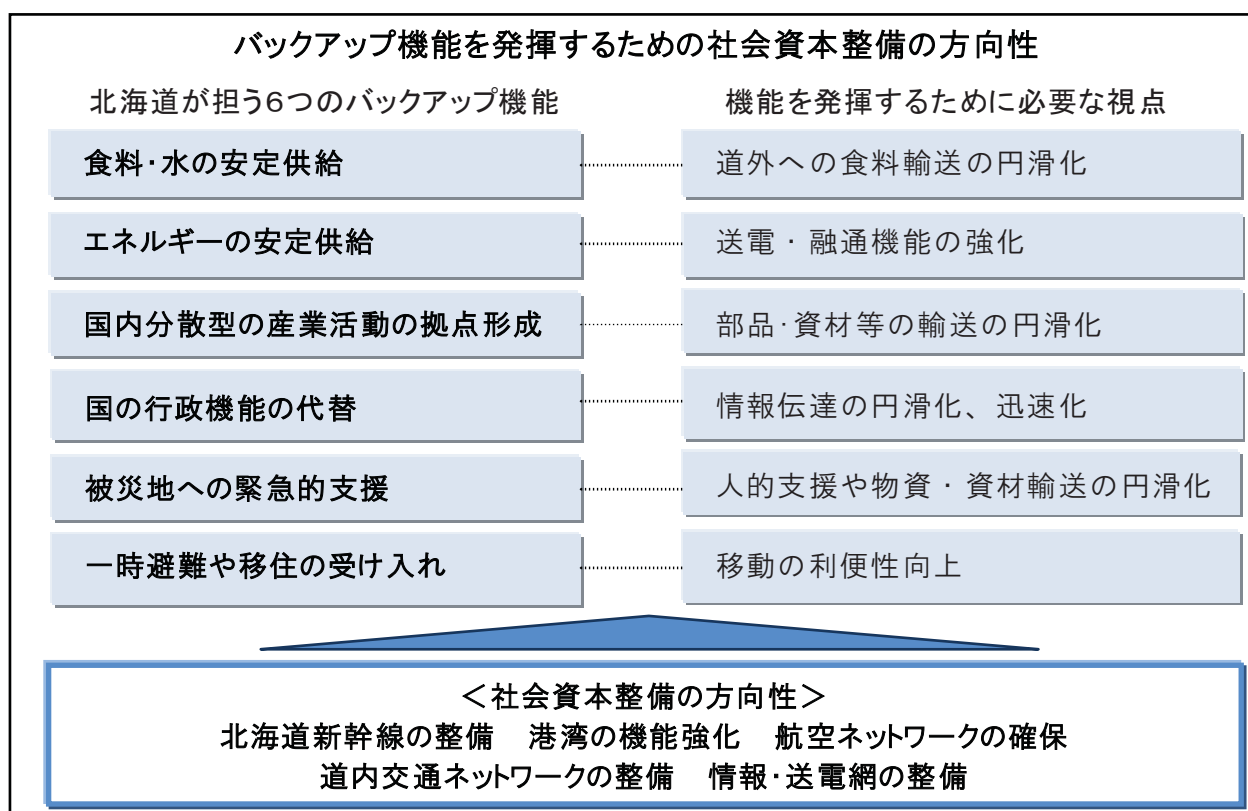 バックアップ機能を発揮するための社会資本整備の方向性
北海道が担う6つのバックアップ機能 機能を発揮するために必要な視点
食料・水の安定供給 道外への食料輸送の円滑化
エネルギーの安定供給 送電・融通機能の強化
国内分散型の産業活動の拠点形成 部品・資材等の輸送の円滑化
国の行政機能の代替 情報伝達の円滑化、迅速化
被災地への緊急的支援 人的支援や物資・資材輸送の円滑化
一時避難や移住の受け入れ 移動の利便性向上
＜社会資本整備の方向性＞
北海道新幹線の整備 港湾の機能強化 航空ネットワークの確保
道内交通ネットワークの整備 情報・送電網の整備